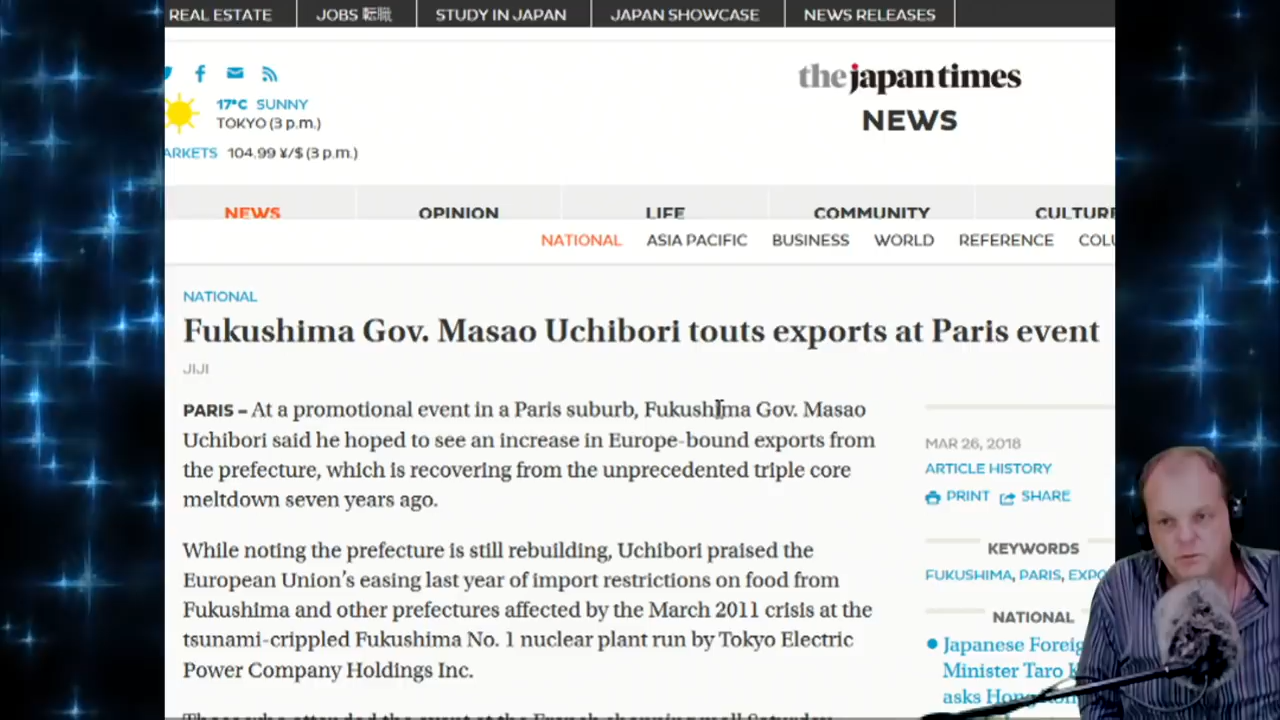 REAL ESTATE
JOBS 転職
STUDY IN JAPAN
JAPAN SHOWCASE
NEWS RELEASES
17°C SUNNY
TOKYO (3 p.m.)
ARKETS 104.99 ¥/$ (3 p.m.)
the japan times
NEWS
NEWS
OPINION
LIFE
COMMUNITY
CULTURE
NATIONAL
ASIA PACIFIC
BUSINESS
WORLD
REFERENCE
COLU
NATIONAL
Fukushima Gov. Masao Uchibori touts exports at Paris event
JIJI
PARIS – At a promotional event in a Paris suburb, Fukushima Gov. Masao
Uchibori said he hoped to see an increase in Europe-bound exports from
the prefecture, which is recovering from the unprecedented triple core
meltdown seven years ago.
While noting the prefecture is still rebuilding, Uchibori praised the
European Union's easing last year of import restrictions on food from
Fukushima and other prefectures affected by the March 2011 crisis at the
tsunami-crippled Fukushima No. 1 nuclear plant run by Tokyo Electric
Power Company Holdings Inc.
MAR 26, 2018
ARTICLE HISTORY
PRINT SHARE
KEYWORDS
FUKUSHIMA, PARIS, EXPO
NATIONAL
Japanese Foreig
Minister Taro K
asks Hong Kon